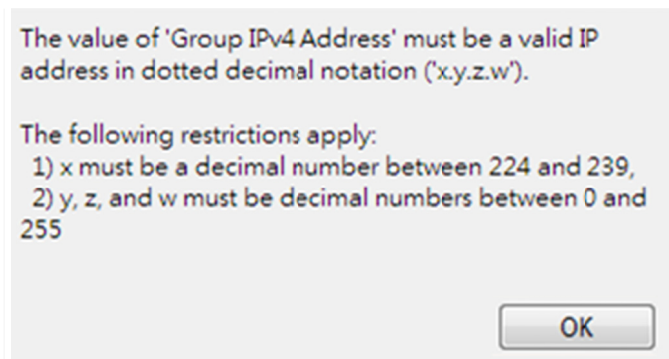 The value of 'Group IPv4 Address' must be a valid IP
address in dotted decimal notation ('x.y.z.w').
The following restrictions apply:
1) x must be a decimal number between 224 and 239,
2) y, z, and w must be decimal numbers between 0 and
255
OK